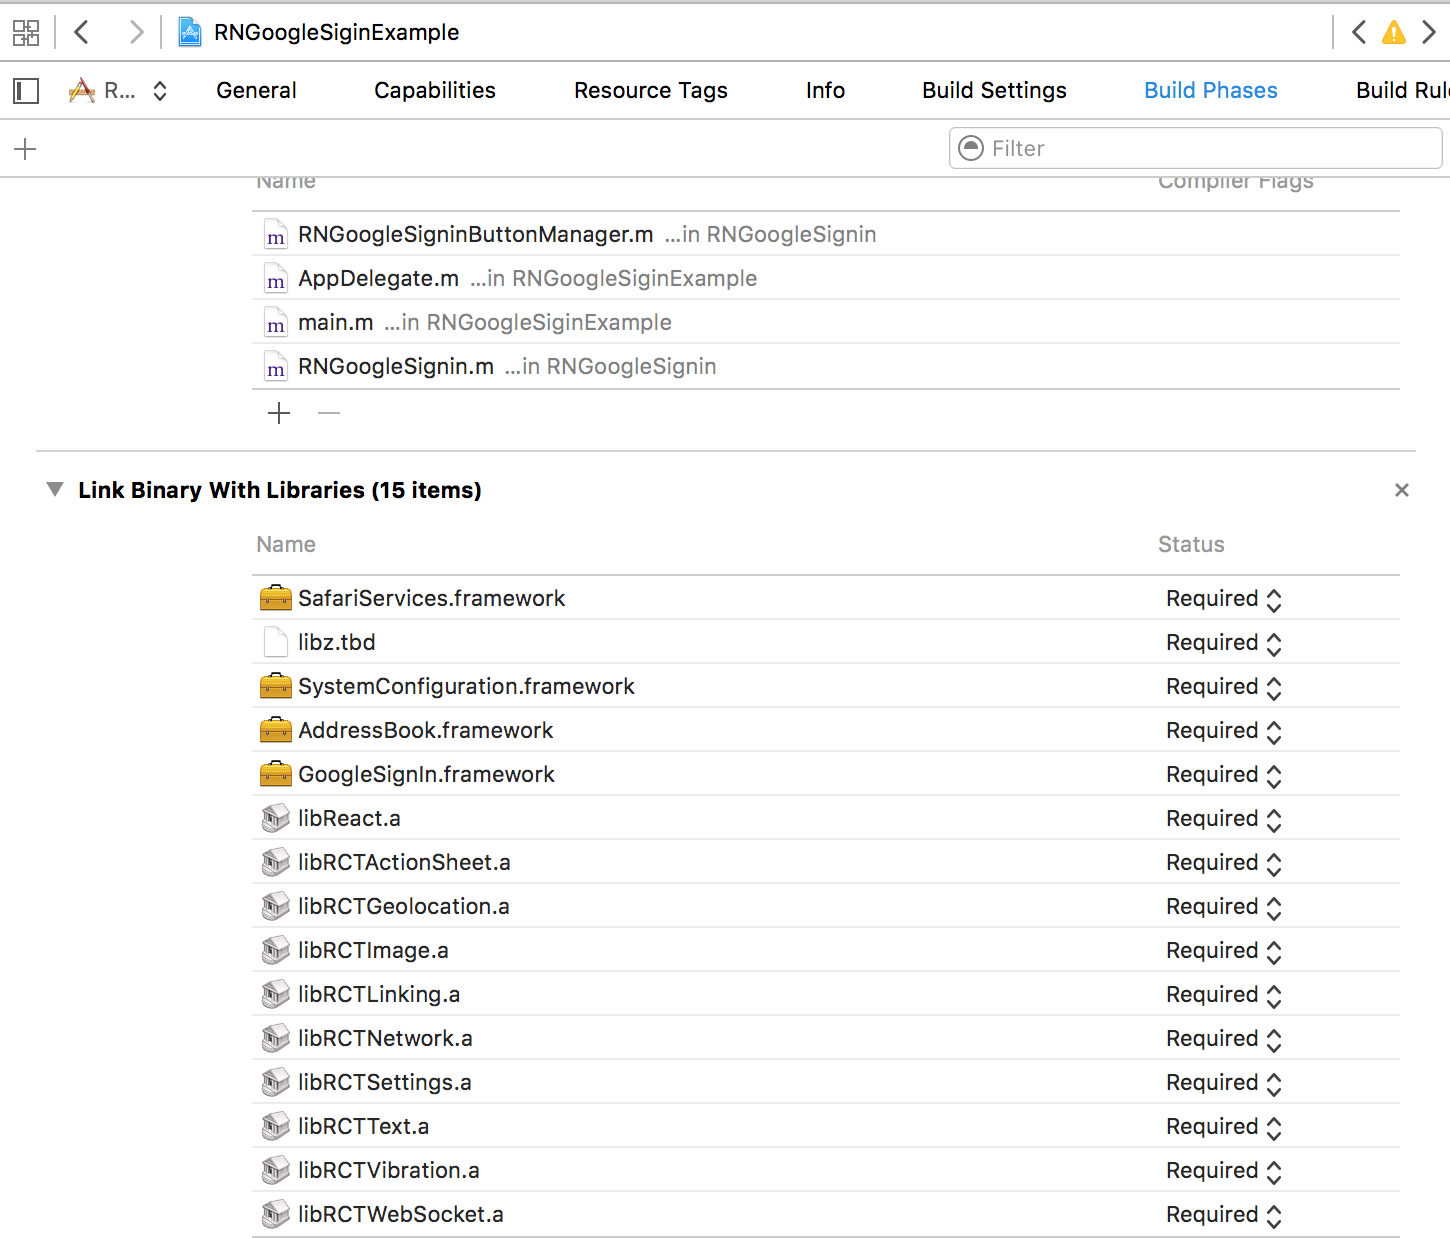 RNGoogleSiginExample
R... General Capabilities Resource Tags Info Build Settings Build Phases Build Rul
Filter
Name Compiler Flags
m RNGoogleSigninButtonManager.m ...in RNGoogleSignin
m AppDelegate.m ...in RNGoogleSiginExample
m main.m ...in RNGoogleSiginExample
m RNGoogleSignin.m ...in RNGoogleSignin
Link Binary With Libraries (15 items)
Name Status
SafariServices.framework Required
libz.tbd Required
SystemConfiguration.framework Required
AddressBook.framework Required
GoogleSignIn.framework Required
libReact.a Required
libRCTActionSheet.a Required
libRCTGeolocation.a Required
libRCTImage.a Required
libRCTLinking.a Required
libRCTNetwork.a Required
libRCTSettings.a Required
libRCTText.a Required
libRCTVibration.a Required
libRCTWebSocket.a Required